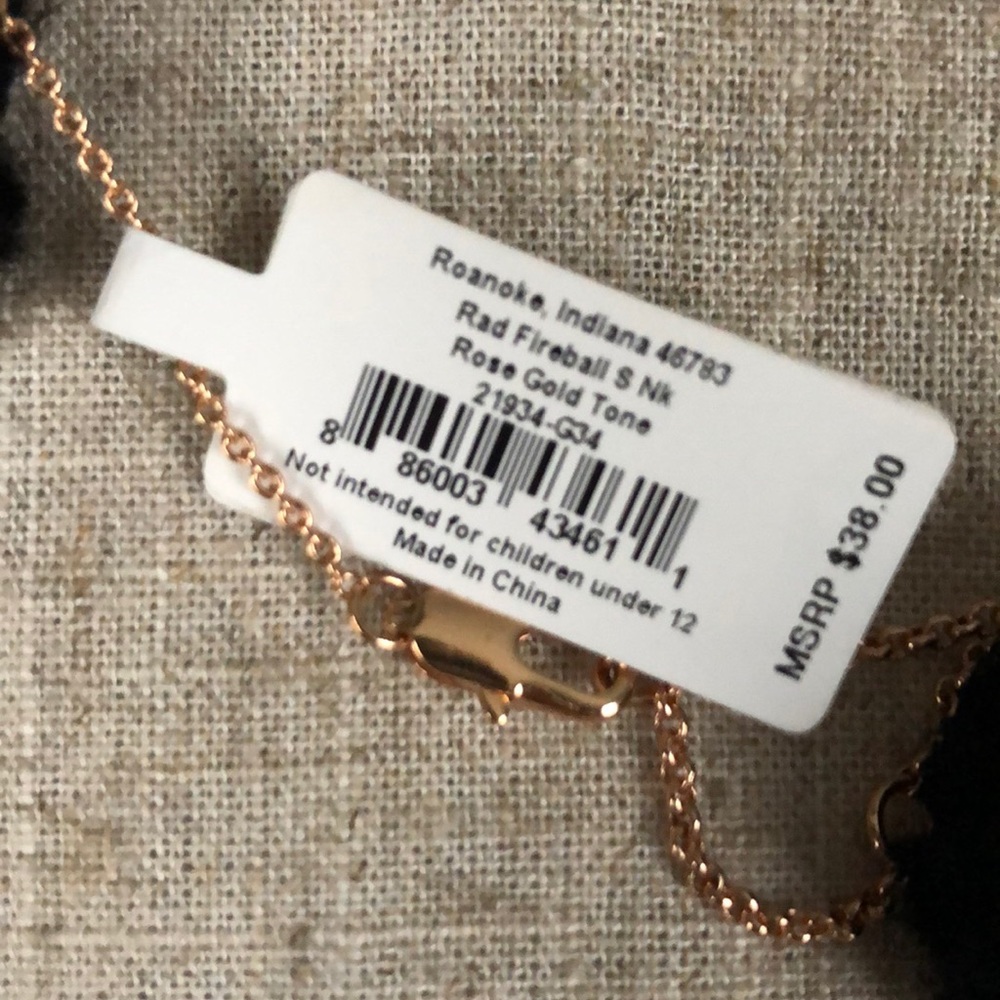 Roanoke, Indiana 46783
Rad Fireball S Nk
Rose Gold Tone
21934-G34
8 86003 43461 1
Not intended for children under 12
Made in China
MSRP $38.00